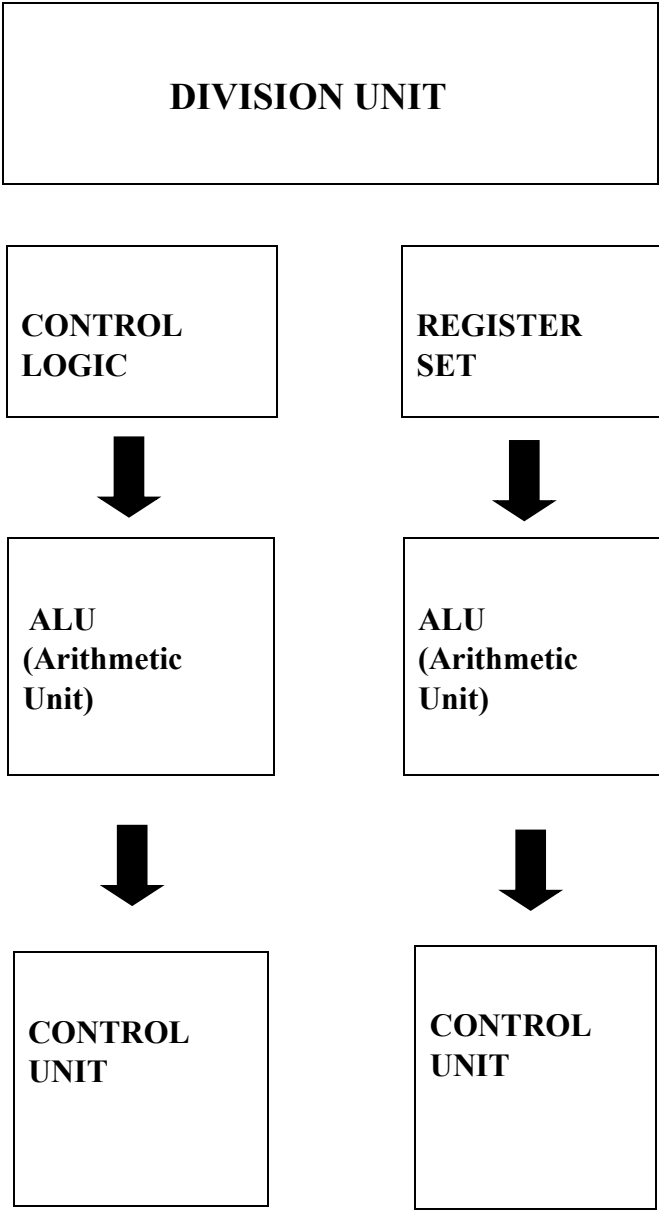 DIVISION UNIT
CONTROL
LOGIC
REGISTER
SET
ALU
(Arithmetic
Unit)
ALU
(Arithmetic
Unit)
CONTROL
UNIT
CONTROL
UNIT